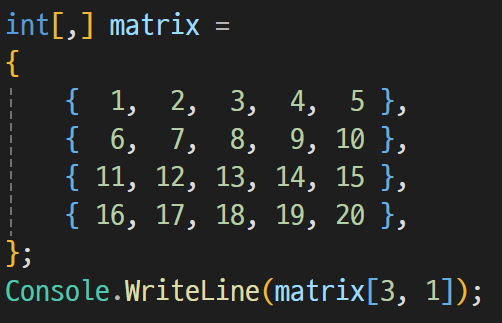 int[,] matrix =
{
    {  1,  2,  3,  4,  5 },
    {  6,  7,  8,  9, 10 },
    { 11, 12, 13, 14, 15 },
    { 16, 17, 18, 19, 20 },
};
Console.WriteLine(matrix[3, 1]);